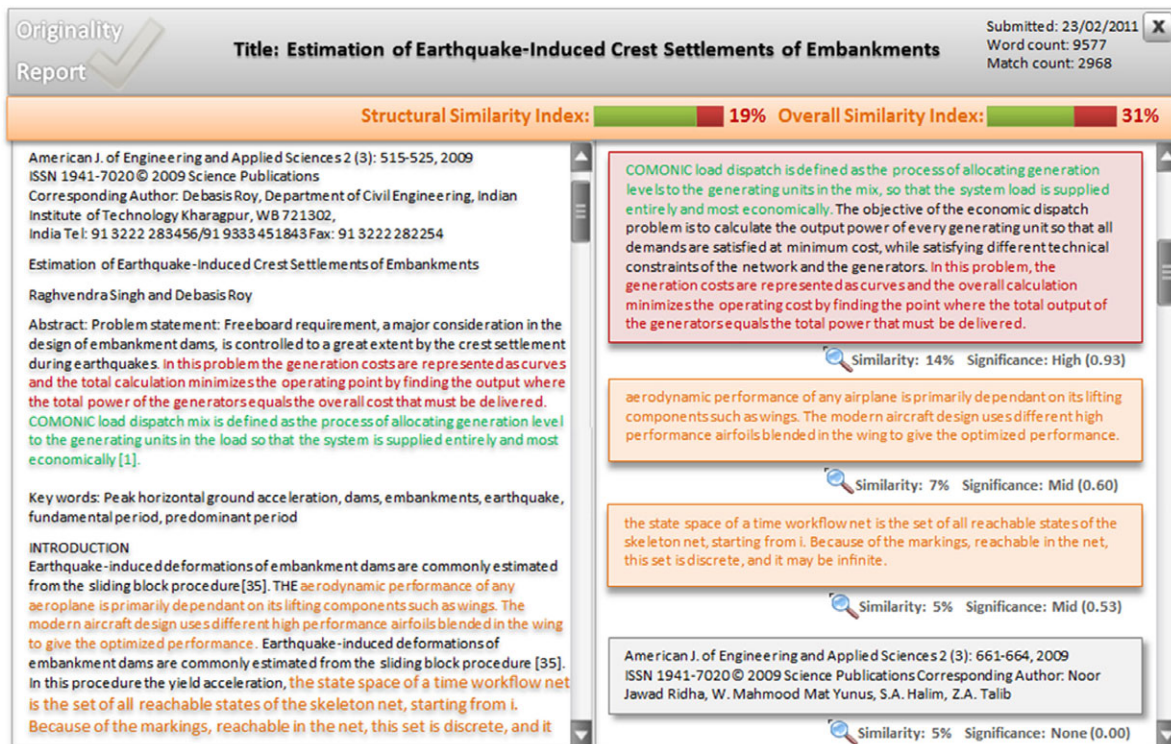 Originality
Report
Title: Estimation of Earthquake-Induced Crest Settlements of Embankments
Submitted: 23/02/2011
X
Word count: 9577
Match count: 2968
Structural Similarity Index: 19% Overall Similarity Index: 31%
American J. of Engineering and Applied Sciences 2 (3): 515-525, 2009
ISSN 1941-7020 © 2009 Science Publications
Corresponding Author: Debasis Roy, Department of Civil Engineering, Indian
Institute of Technology Kharagpur, WB 721302,
India Tel: 91 3222 283456/91 9333 451843 Fax: 91 3222 282254
Estimation of Earthquake-Induced Crest Settlements of Embankments
Raghvendra Singh and Debasis Roy
Abstract: Problem statement: Freeboard requirement, a major consideration in the
design of embankment dams, is controlled to a great extent by the crest settlement
during earthquakes. In this problem the generation costs are represented as curves
and the total calculation minimizes the operating point by finding the output where
the total power of the generators equals the overall cost that must be delivered.
COMONIC load dispatch mix is defined as the process of allocating generation level
to the generating units in the load so that the system is supplied entirely and most
economically [1].
Key words: Peak horizontal ground acceleration, dams, embankments, earthquake,
fundamental period, predominant period
INTRODUCTION
Earthquake-induced deformations of embankment dams are commonly estimated
from the sliding block procedure[35]. THE aerodynamic performance of any
aeroplane is primarily dependant on its lifting components such as wings. The
modern aircraft design uses different high performance airfoils blended in the wing
to give the optimized performance. Earthquake-induced deformations of
embankment dams are commonly estimated from the sliding block procedure [35].
In this procedure the yield acceleration, the state space of a time workflow net
is the set of all reachable states of the skeleton net, starting from i.
Because of the markings, reachable in the net, this set is discrete, and it
COMONIC load dispatch is defined as the process of allocating generation
levels to the generating units in the mix, so that the system load is supplied
entirely and most economically. The objective of the economic dispatch
problem is to calculate the output power of every generating unit so that all
demands are satisfied at minimum cost, while satisfying different technical
constraints of the network and the generators. In this problem, the
generation costs are represented as curves and the overall calculation
minimizes the operating cost by finding the point where the total output of
the generators equals the total power that must be delivered.
Similarity: 14% Significance: High (0.93)
aerodynamic performance of any airplane is primarily dependant on its lifting
components such as wings. The modern aircraft design uses different high
performance airfoils blended in the wing to give the optimized performance.
Similarity: 7% Significance: Mid (0.60)
the state space of a time workflow net is the set of all reachable states of the
skeleton net, starting from i. Because of the markings, reachable in the net,
this set is discrete, and it may be infinite.
Similarity: 5% Significance: Mid (0.53)
American J. of Engineering and Applied Sciences 2 (3): 661-664, 2009
ISSN 1941-7020 © 2009 Science Publications Corresponding Author: Noor
Jawad Ridha, W. Mahmood Mat Yunus, S.A. Halim, Z.A. Talib
Similarity: 5% Significance: None (0.00)